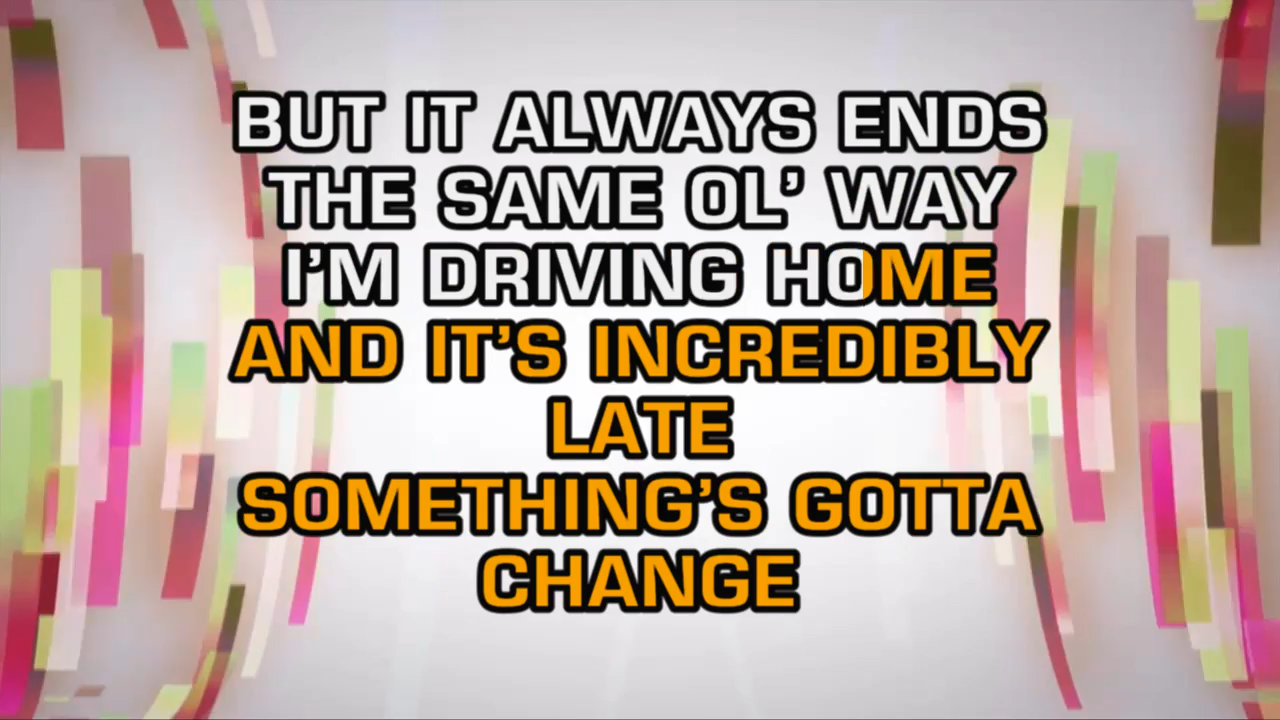 BUT IT ALWAYS ENDS
THE SAME OL’ WAY
I’M DRIVING HOME
AND IT’S INCREDIBLY
LATE
SOMETHING’S GOTTA
CHANGE